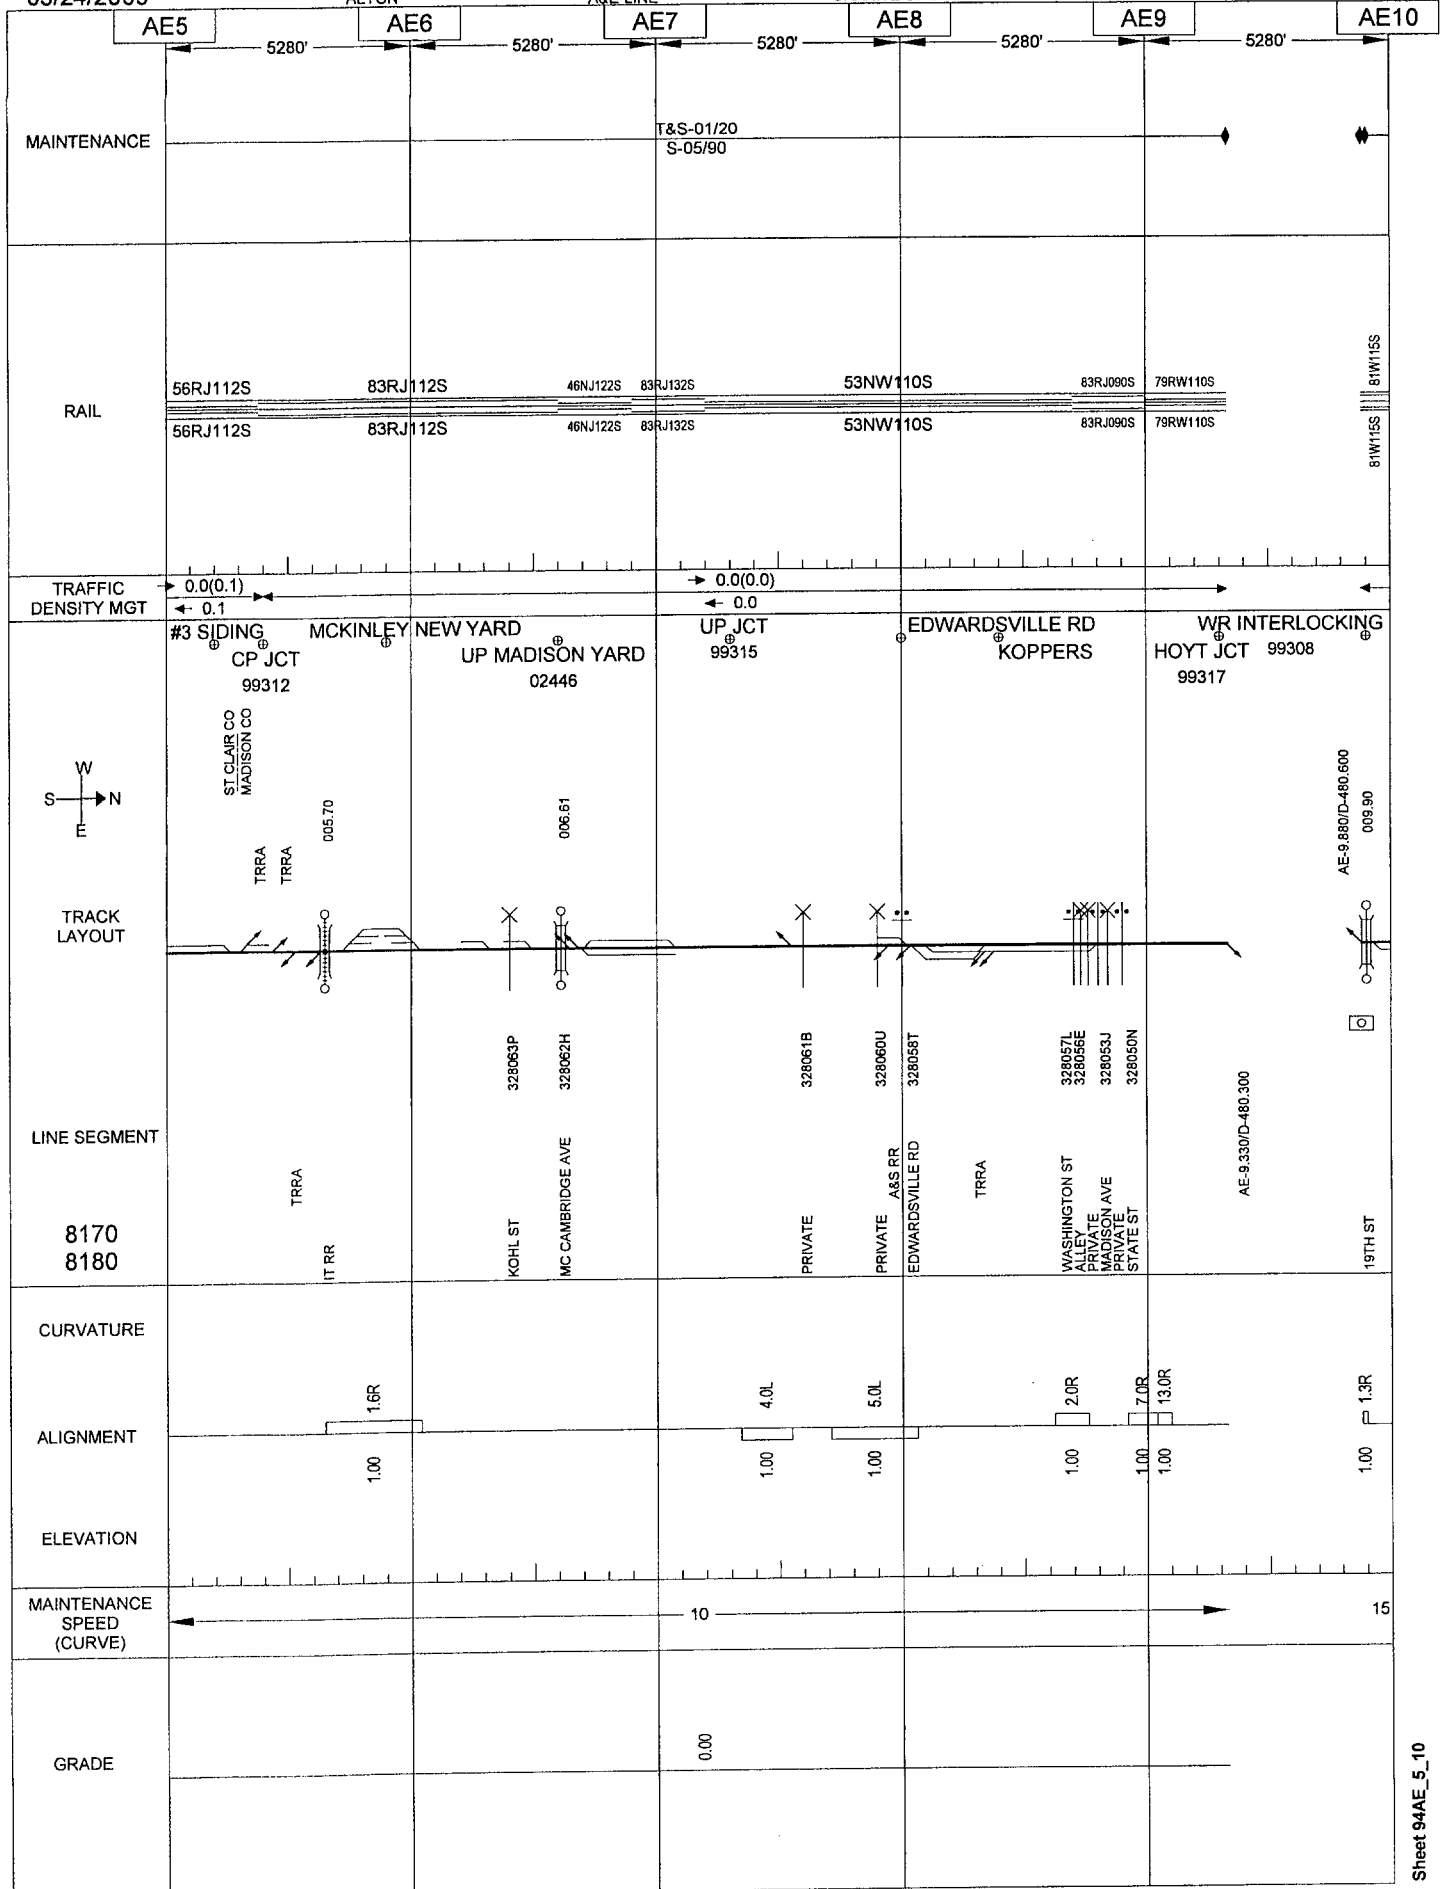 AE5 AE6 AE7 AE8 AE9 AE10
5280' 5280' 5280' 5280' 5280'
MAINTENANCE
T&S-01/20
S-05/90
RAIL
56RJ112S 83RJ112S 46NJ122S 83RJ132S 53NW110S 83RJ090S 79RW110S 81W115S
56RJ112S 83RJ112S 46NJ122S 83RJ132S 53NW110S 83RJ090S 79RW110S 81W115S
TRAFFIC
DENSITY MGT
0.0(0.1) 0.0(0.0)
0.1 0.0
#3 SIDING MCKINLEY NEW YARD UP JCT EDWARDSVILLE RD WR INTERLOCKING
CP JCT UP MADISON YARD 99315 KOPPERS HOYT JCT 99308
99312 02446 99317
ST CLAIR CO
MADISON CO
W
S N
E
TRRA
TRRA
005.70
006.61
AE-9.880/D-480.600
009.90
TRACK
LAYOUT
328063P
328062H
328061B
328060U
328058T
328057L
328056E
328053J
328050N
LINE SEGMENT
8170
8180
TRRA
IT RR
KOHL ST
MC CAMBRIDGE AVE
PRIVATE
PRIVATE
A&S RR
EDWARDSVILLE RD
TRRA
WASHINGTON ST
ALLEY
PRIVATE
MADISON AVE
PRIVATE
STATE ST
AE-9.330/D-480.300
19TH ST
CURVATURE
1.6R 4.0L 5.0L 2.0R 7.0R 13.0R 1.3R
ALIGNMENT
1.00 1.00 1.00 1.00 1.00 1.00 1.00
ELEVATION
MAINTENANCE
SPEED
(CURVE)
10 15
GRADE
0.00
Sheet 94AE_5_10